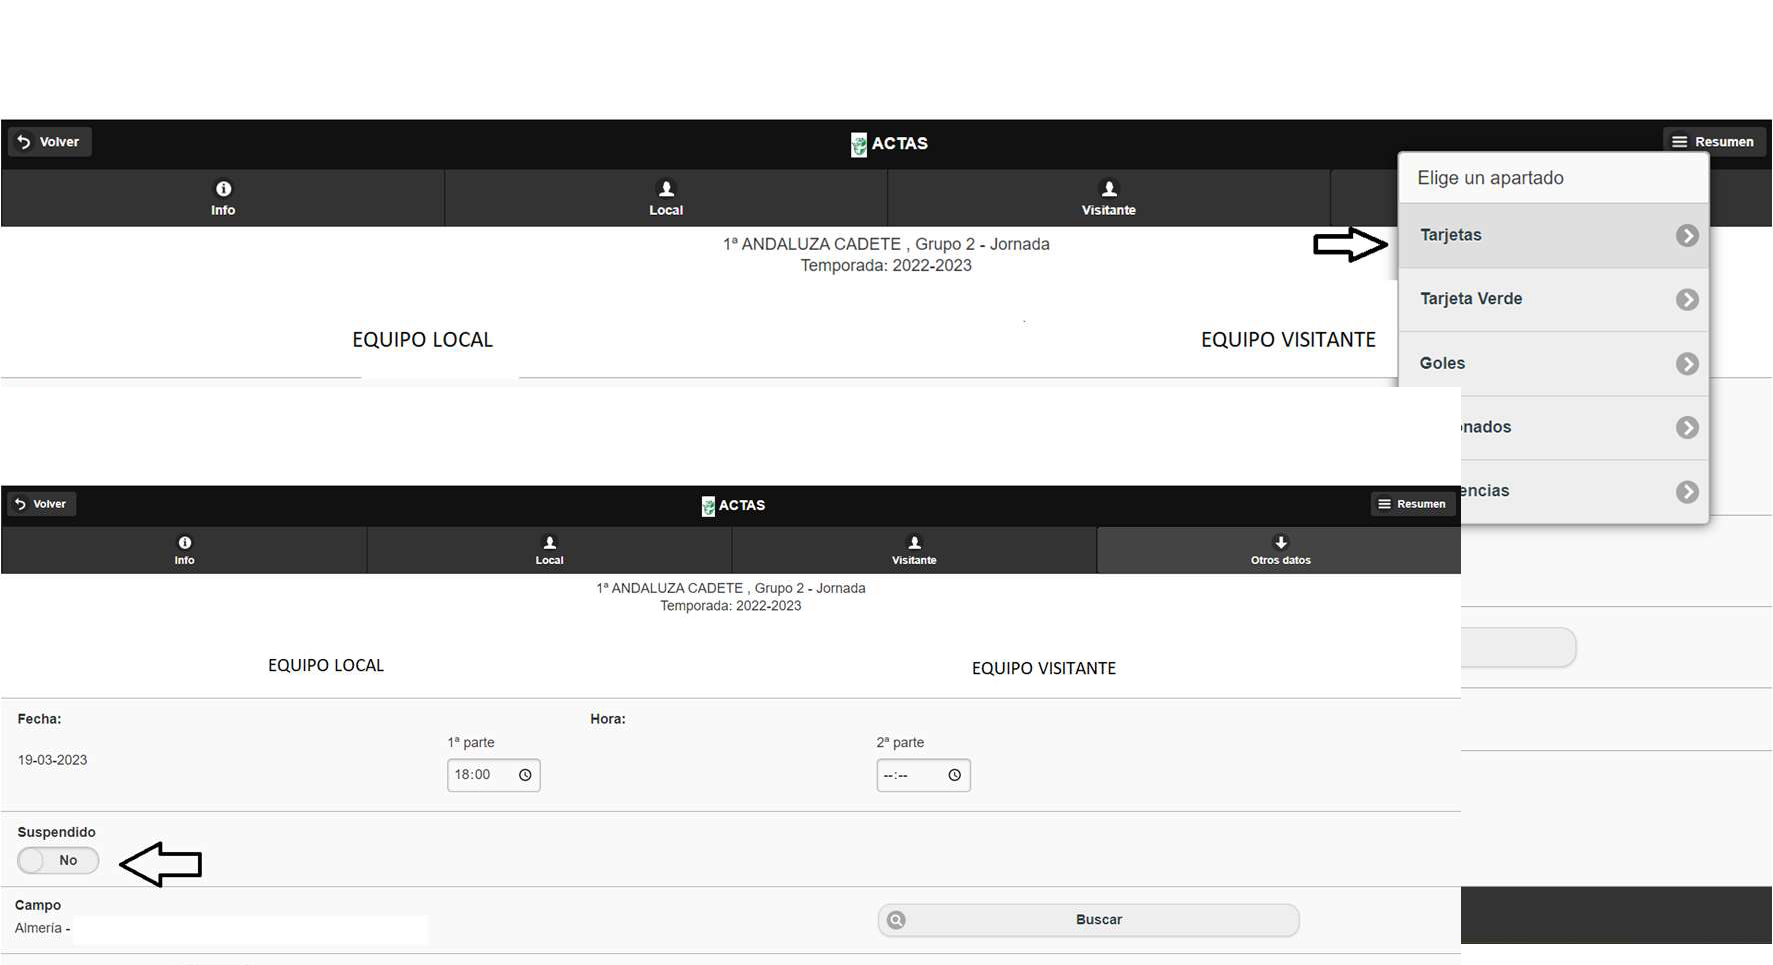 Volver
ACTAS
Resumen
Info
Local
Visitante
Elige un apartado
Tarjetas
Tarjeta Verde
Goles
onados
encias
1ª ANDALUZA CADETE , Grupo 2 - Jornada
Temporada: 2022-2023
EQUIPO LOCAL
EQUIPO VISITANTE
Volver
ACTAS
Resumen
Info
Local
Visitante
Otros datos
1ª ANDALUZA CADETE , Grupo 2 - Jornada
Temporada: 2022-2023
EQUIPO LOCAL
EQUIPO VISITANTE
Fecha:
Hora:
19-03-2023
1ª parte
2ª parte
18:00
--:--
Suspendido
No
Campo
Almería -
Buscar